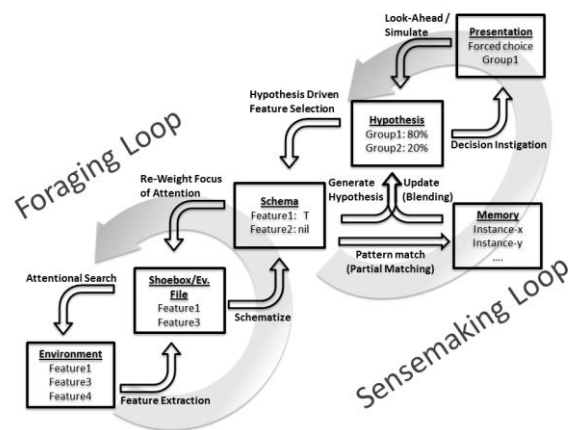 Look-Ahead /
Simulate
Presentation
Forced choice
Group1
Hypothesis Driven
Feature Selection
Hypothesis
Group1: 80%
Group2: 20%
Decision Instigation
Foraging Loop
Re-Weight Focus
of Attention
Schema
Feature1: T
Feature2: nil
Generate
Hypothesis
Update
(Blending)
Memory
Instance-x
Instance-y
....
Pattern match
(Partial Matching)
Attentional Search
Shoebox/Ev.
File
Feature1
Feature3
Schematize
Environment
Feature1
Feature3
Feature4
Feature Extraction
Sensemaking Loop